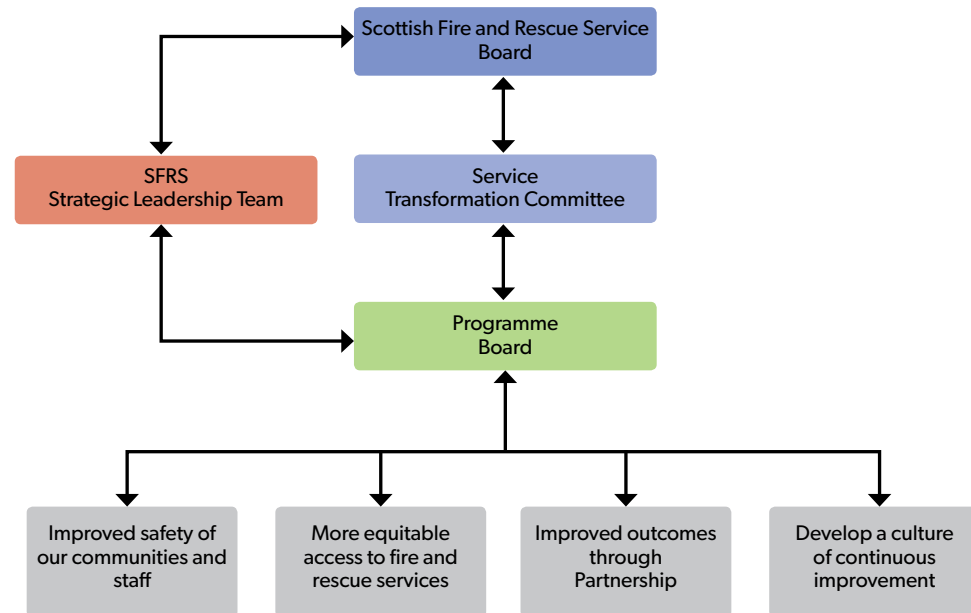 Scottish Fire and Rescue Service
Board
SFRS
Strategic Leadership Team
Service
Transformation Committee
Programme
Board
Improved safety of
our communities and
staff
More equitable
access to fire and
rescue services
Improved outcomes
through
Partnership
Develop a culture
of continuous
improvement